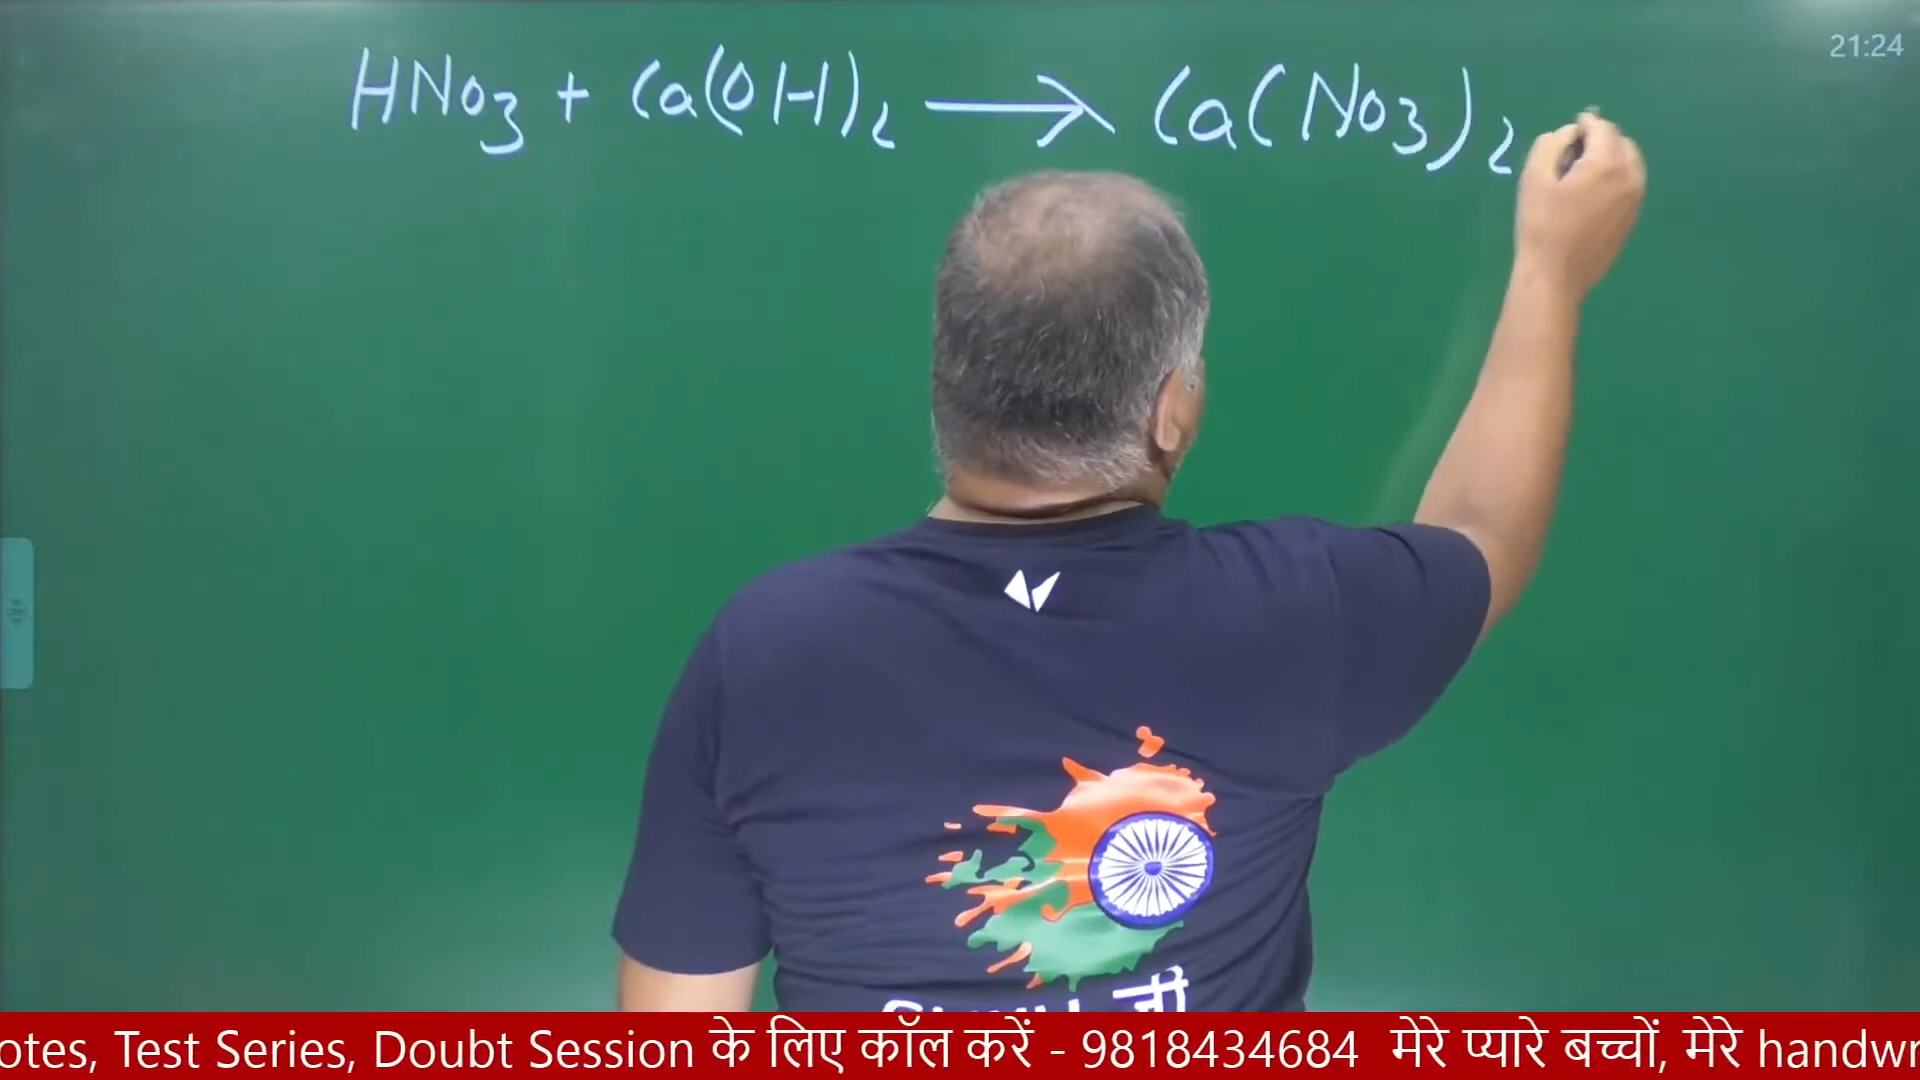 21:24
HNO3 + Ca(OH)2 → Ca(NO3)2
जी
otes, Test Series, Doubt Session के लिए कॉल करें - 9818434684 मेरे प्यारे बच्चों, मेरे handwr